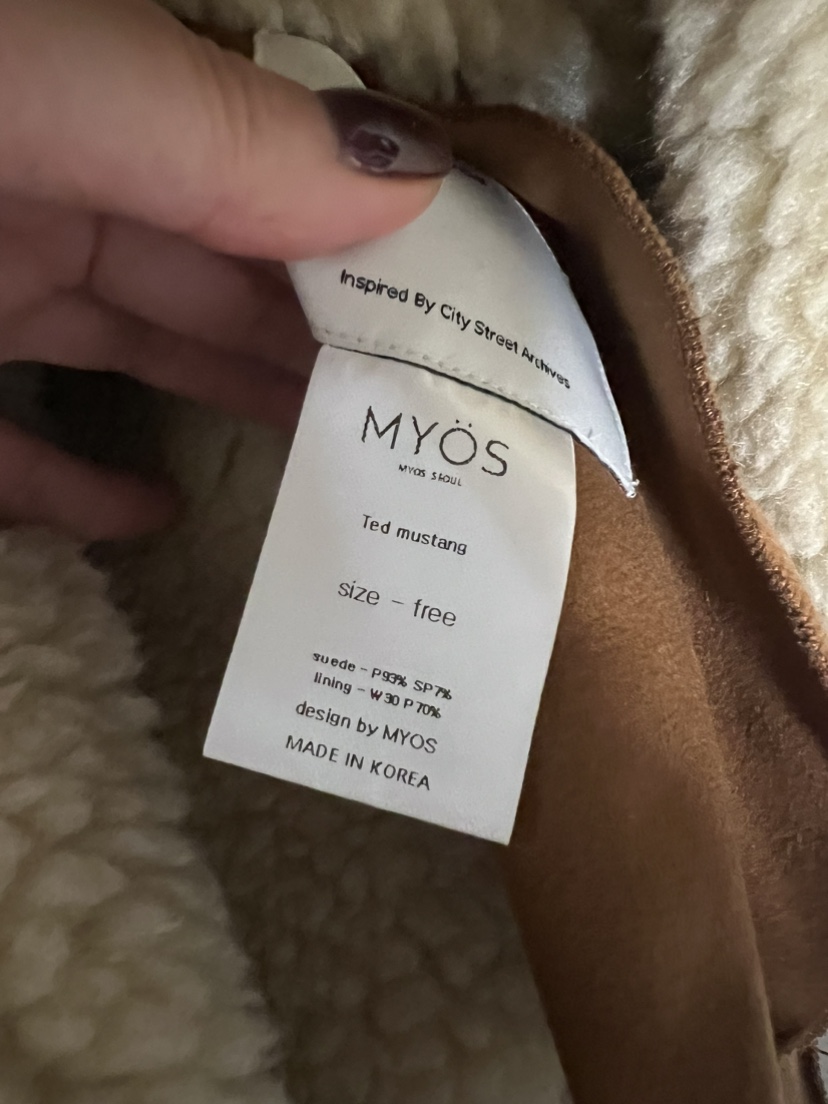 Inspired By City Street Archives
MYÖS
MYOS SEOUL
Ted mustang
size - free
suede - P93% SP7%
lining - W30 P70%
design by MYOS
MADE IN KOREA